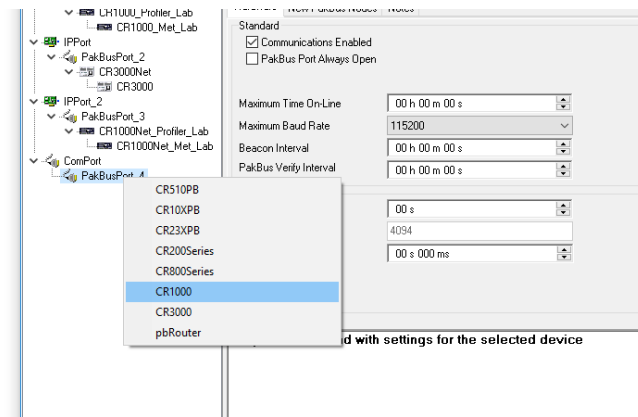 CR1000_Profiler_Lab
CR1000_Met_Lab
IPPort
PakBusPort_2
CR3000Net
CR3000
IPPort_2
PakBusPort_3
CR1000Net_Profiler_Lab
CR1000Net_Met_Lab
ComPort
PakBusPort_4
CR510PB
CR10XPB
CR23XPB
CR200Series
CR800Series
CR1000
CR3000
pbRouter
Hardware New PakBus Nodes Notes
Standard
Communications Enabled
PakBus Port Always Open
Maximum Time On-Line 00 h 00 m 00 s
Maximum Baud Rate 115200
Beacon Interval 00 h 00 m 00 s
PakBus Verify Interval 00 h 00 m 00 s
00 s
4094
00 s 000 ms
d with settings for the selected device